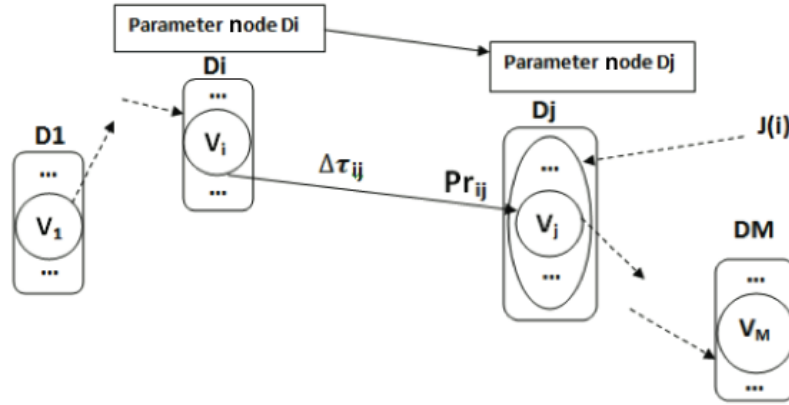 Parameter node Di
Parameter node Dj
Di
...
Vi
...
D1
...
V1
...
Δτij
Prij
Dj
...
Vj
...
J(i)
DM
...
VM
...